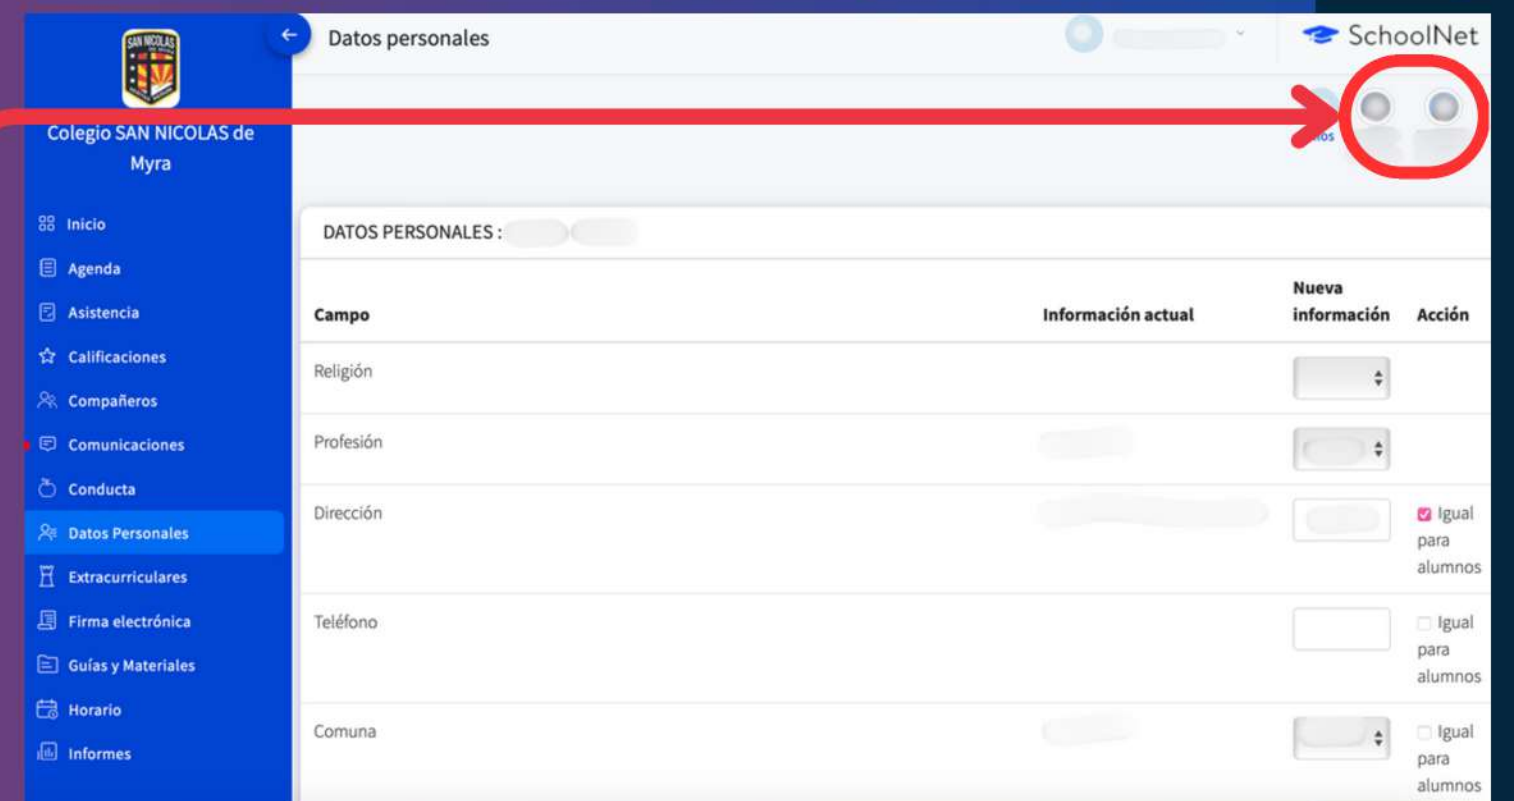 SAN NICOLAS
DE MYRA
Colegio SAN NICOLAS de
Myra
Inicio
Agenda
Asistencia
Calificaciones
Compañeros
Comunicaciones
Conducta
Datos Personales
Extracurriculares
Firma electrónica
Guías y Materiales
Horario
Informes
Datos personales
SchoolNet
DATOS PERSONALES :
Campo
Información actual
Nueva
información
Acción
Religión
Profesión
Dirección
Igual
para
alumnos
Teléfono
Igual
para
alumnos
Comuna
Igual
para
alumnos